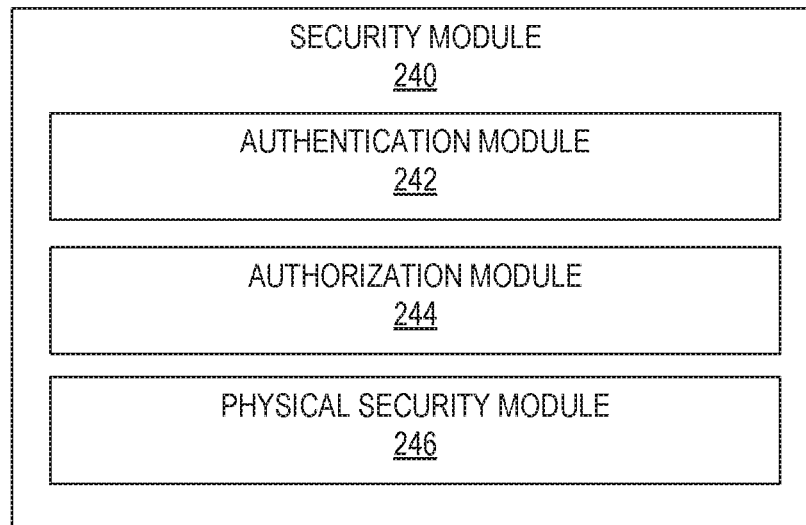 SECURITY MODULE
240
AUTHENTICATION MODULE
242
AUTHORIZATION MODULE
244
PHYSICAL SECURITY MODULE
246